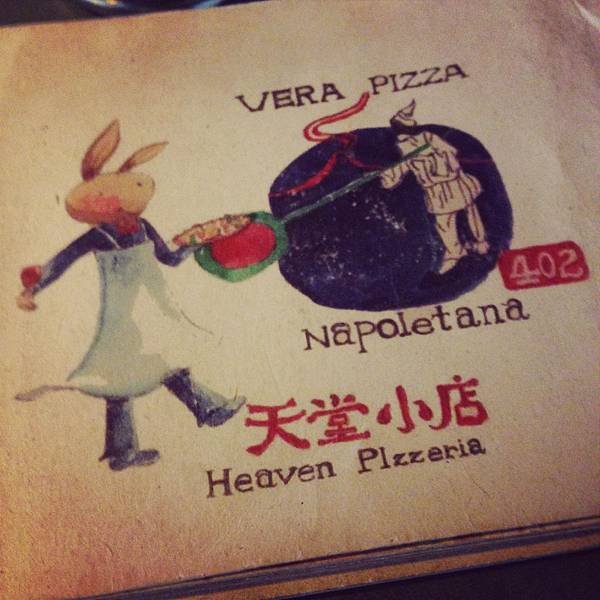 VERA PIZZA
402
Napoletana
天堂小店
Heaven PIzzeria